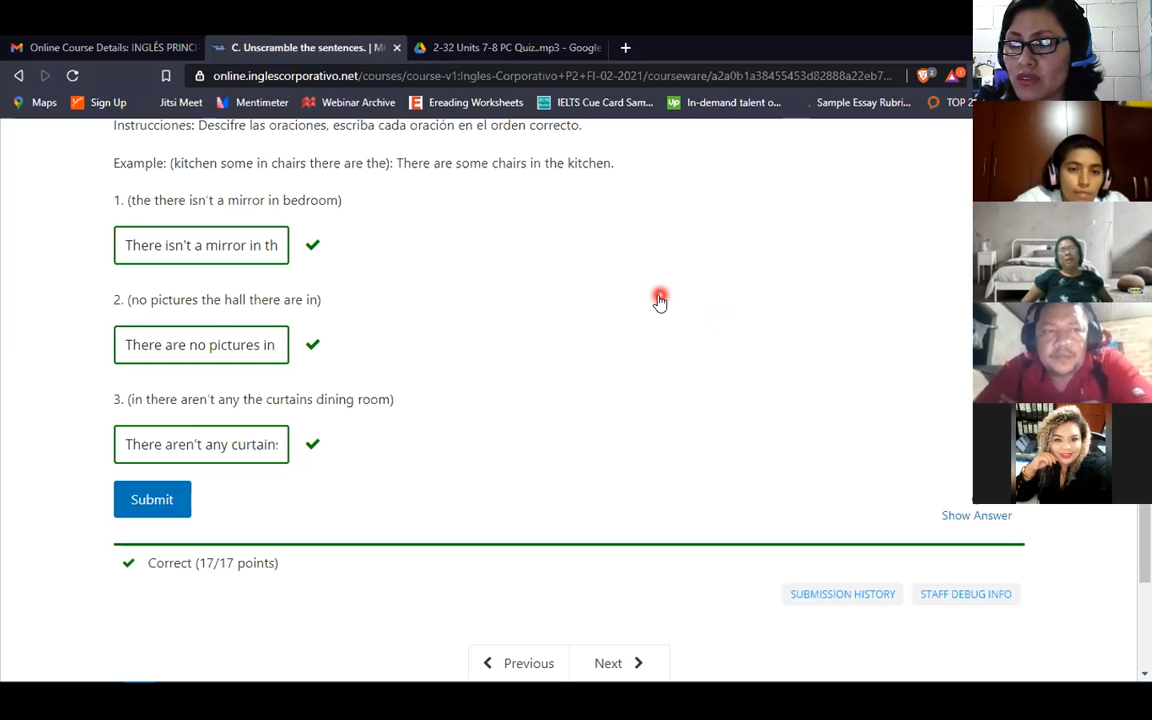 Online Course Details: INGLÉS PRINCI
C. Unscramble the sentences. | M
2-32 Units 7-8 PC Quiz..mp3 - Google
online.inglescorporativo.net/courses/course-v1:Ingles-Corporativo+P2+FI-02-2021/courseware/a2a0b1a38455453d82888a22eb7...
Maps
Sign Up
Jitsi Meet
Mentimeter
Webinar Archive
Ereading Worksheets
IELTS Cue Card Sam...
In-demand talent o...
Sample Essay Rubri...
TOP 2
Instrucciones: Descifre las oraciones, escriba cada oración en el orden correcto.
Example: (kitchen some in chairs there are the): There are some chairs in the kitchen.
1. (the there isn't a mirror in bedroom)
There isn't a mirror in th
2. (no pictures the hall there are in)
There are no pictures in
3. (in there aren't any the curtains dining room)
There aren't any curtain
Submit
Show Answer
Correct (17/17 points)
SUBMISSION HISTORY
STAFF DEBUG INFO
Previous
Next